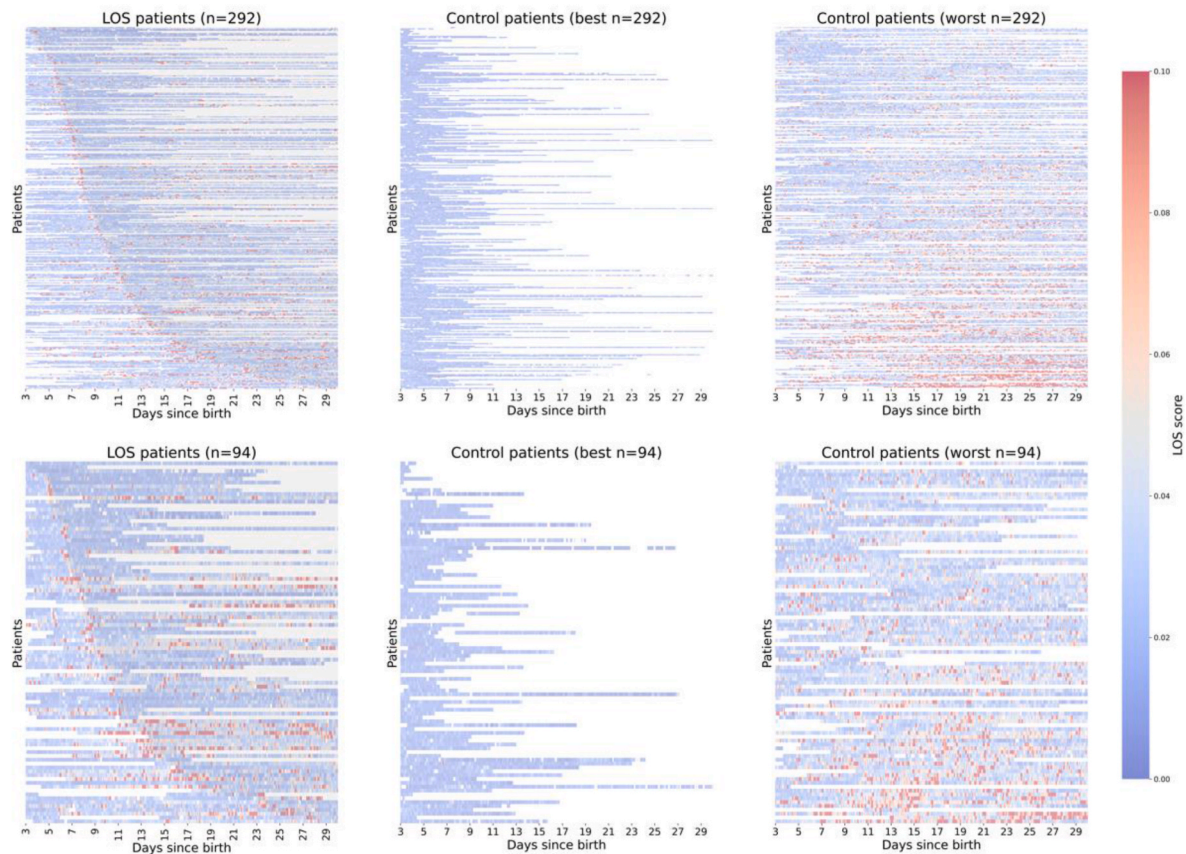 LOS patients (n=292)
Control patients (best n=292)
Control patients (worst n=292)
Patients
Patients
Patients
3 5 7 9 11 13 15 17 19 21 23 25 27 29
3 5 7 9 11 13 15 17 19 21 23 25 27 29
3 5 7 9 11 13 15 17 19 21 23 25 27 29
Days since birth
Days since birth
Days since birth
LOS patients (n=94)
Control patients (best n=94)
Control patients (worst n=94)
Patients
Patients
Patients
3 5 7 9 11 13 15 17 19 21 23 25 27 29
3 5 7 9 11 13 15 17 19 21 23 25 27 29
3 5 7 9 11 13 15 17 19 21 23 25 27 29
Days since birth
Days since birth
Days since birth
0.10
0.08
0.06
0.04
0.02
0.00
LOS score